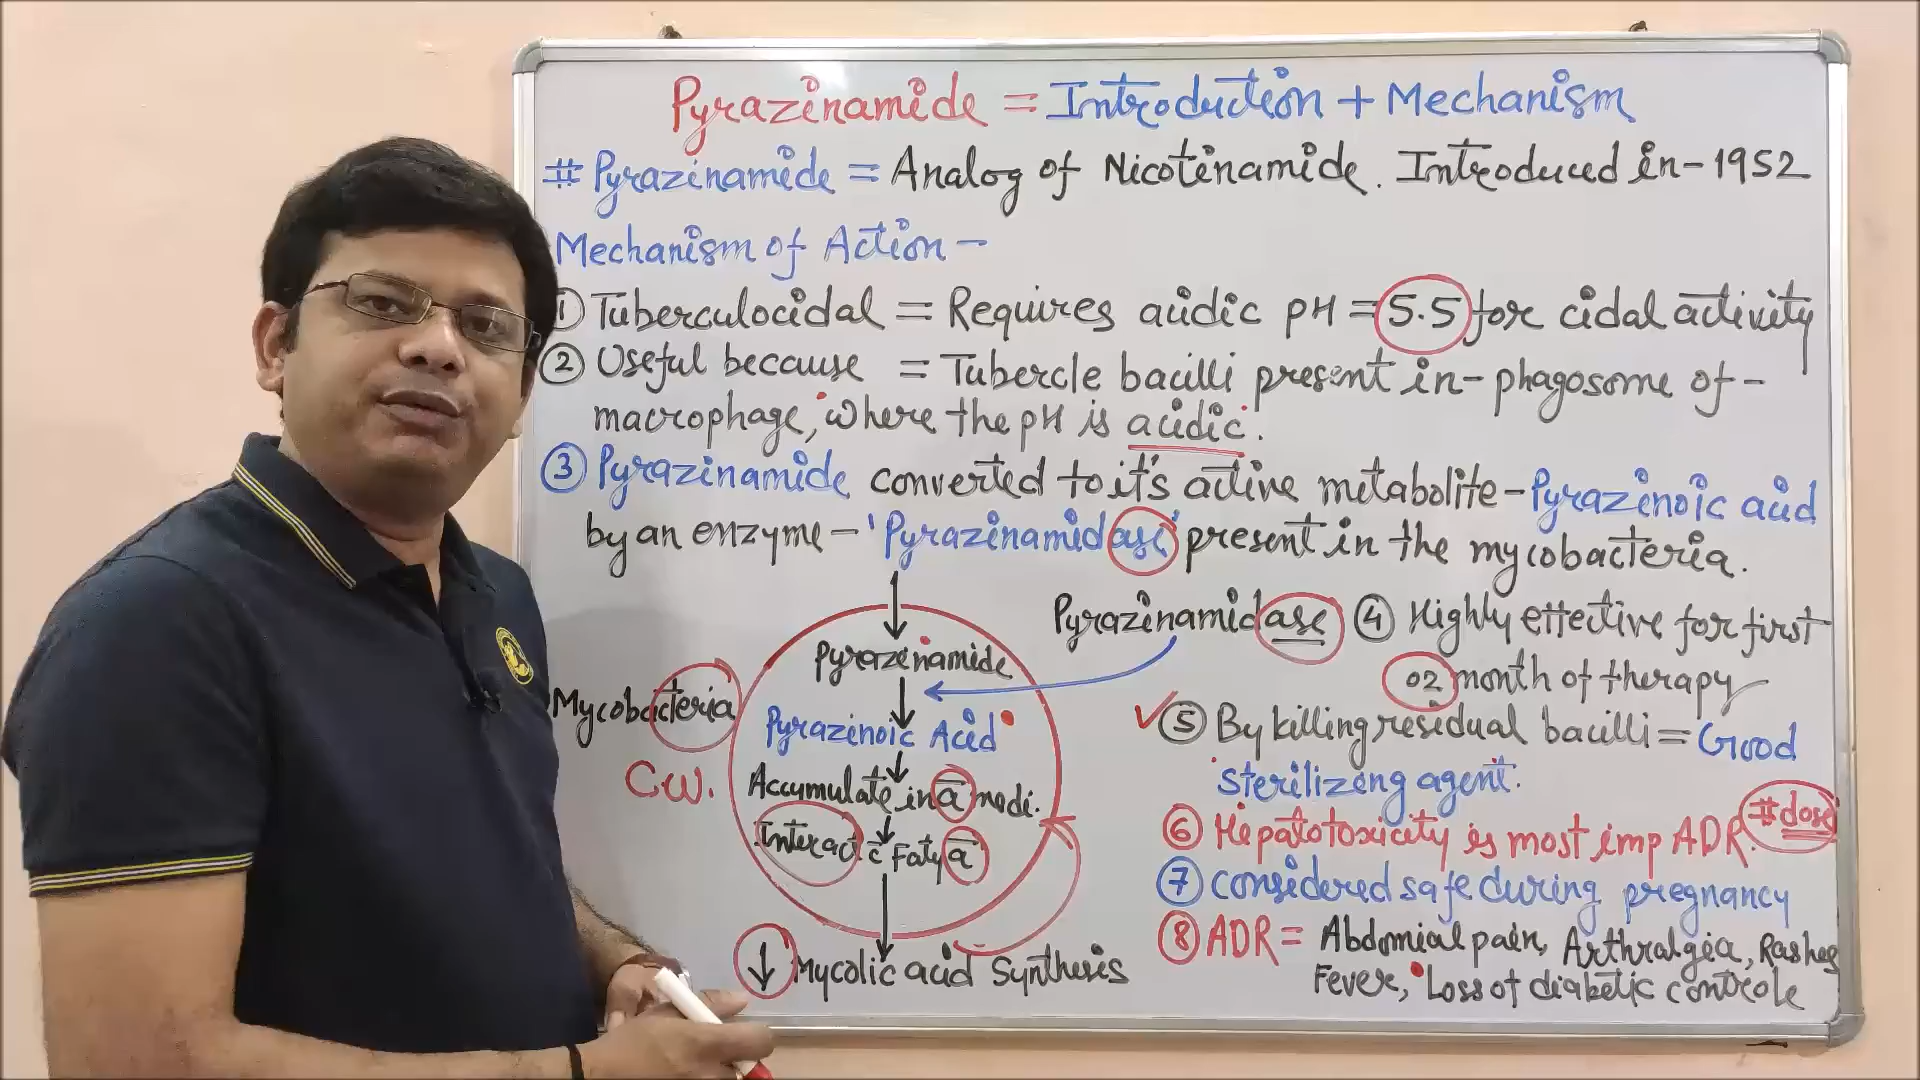 Pyrazinamide = Introduction + Mechanism
# Pyrazinamide = Analog of Nicotinamide. Introduced in - 1952
Mechanism of Action -
① Tuberculocidal = Requires acidic pH = 5.5 for cidal activity
② Useful because = Tubercle bacilli present in - phagosome of -
macrophage, where the pH is acidic.
③ Pyrazinamide converted to it's active metabolite - Pyrazinoic acid
by an enzyme - 'Pyrazinamidase' present in the mycobacteria.
Pyrazinamide
↓
Pyrazinoic Acid
↓
Accumulate in a̅ medi.
↓
Interact c̅ Faty a̅
↓ Mycolic acid Synthesis
Mycobacteria
C.W.
Pyrazinamidase
④ Highly effective for first
02 month of therapy
✓ ⑤ By killing residual bacilli = Good
sterilizing agent.
⑥ Hepatotoxicity is most imp ADR. # dose
⑦ Considered safe during pregnancy
⑧ ADR = Abdomial pain, Arthralgia, Rashes
Fever, Loss of diabetic controle